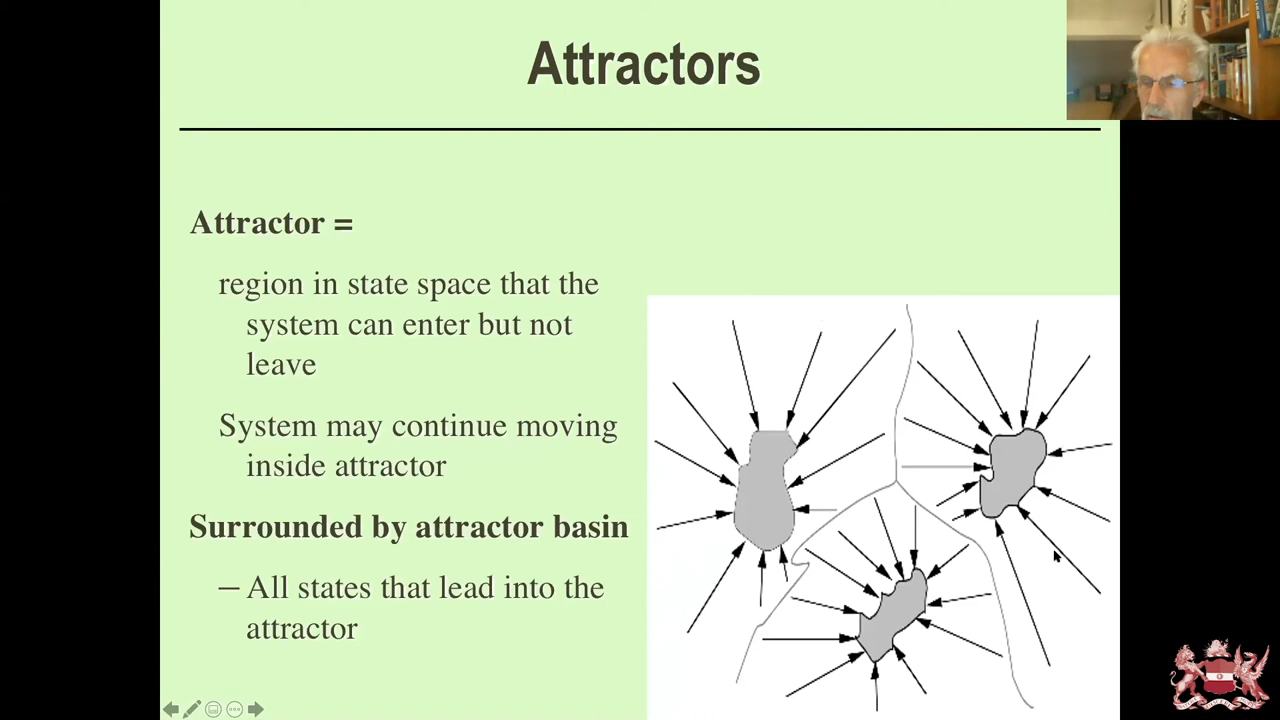 Attractors
Attractor =
region in state space that the
system can enter but not
leave
System may continue moving
inside attractor
Surrounded by attractor basin
– All states that lead into the
attractor